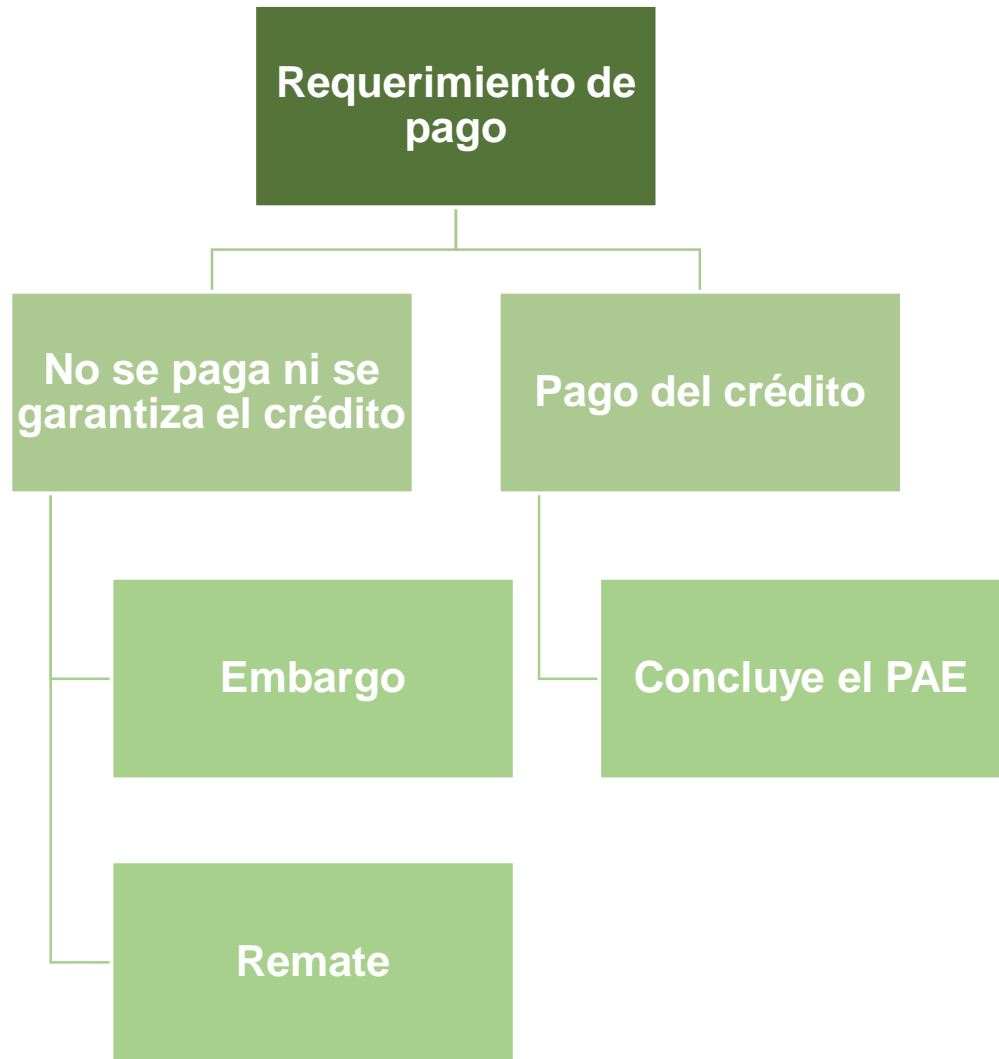 Requerimiento de
pago
No se paga ni se
garantiza el crédito
Pago del crédito
Embargo
Concluye el PAE
Remate